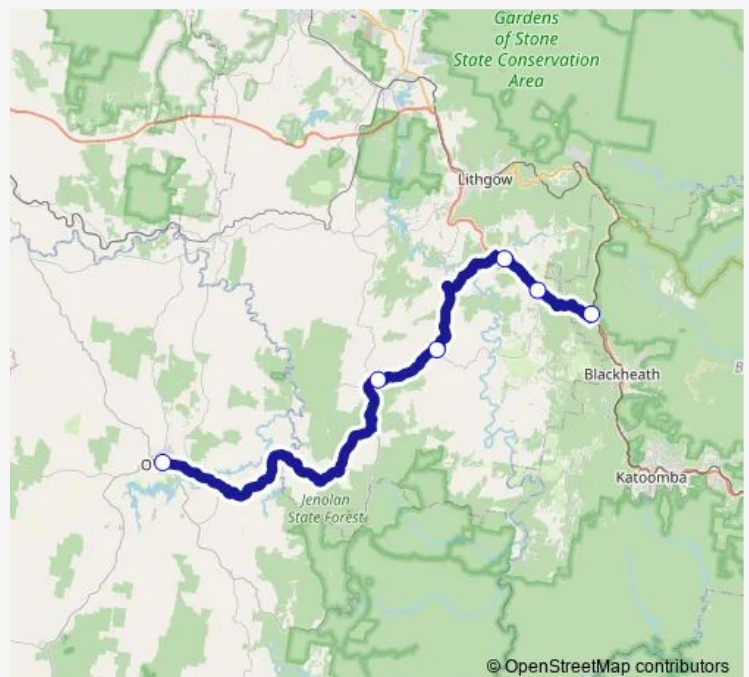 Gardens
of Stone
State Conservation
Area
Lithgow
Blackheath
Katoomba
O
Jenolan
State Forest
B
© OpenStreetMap contributors